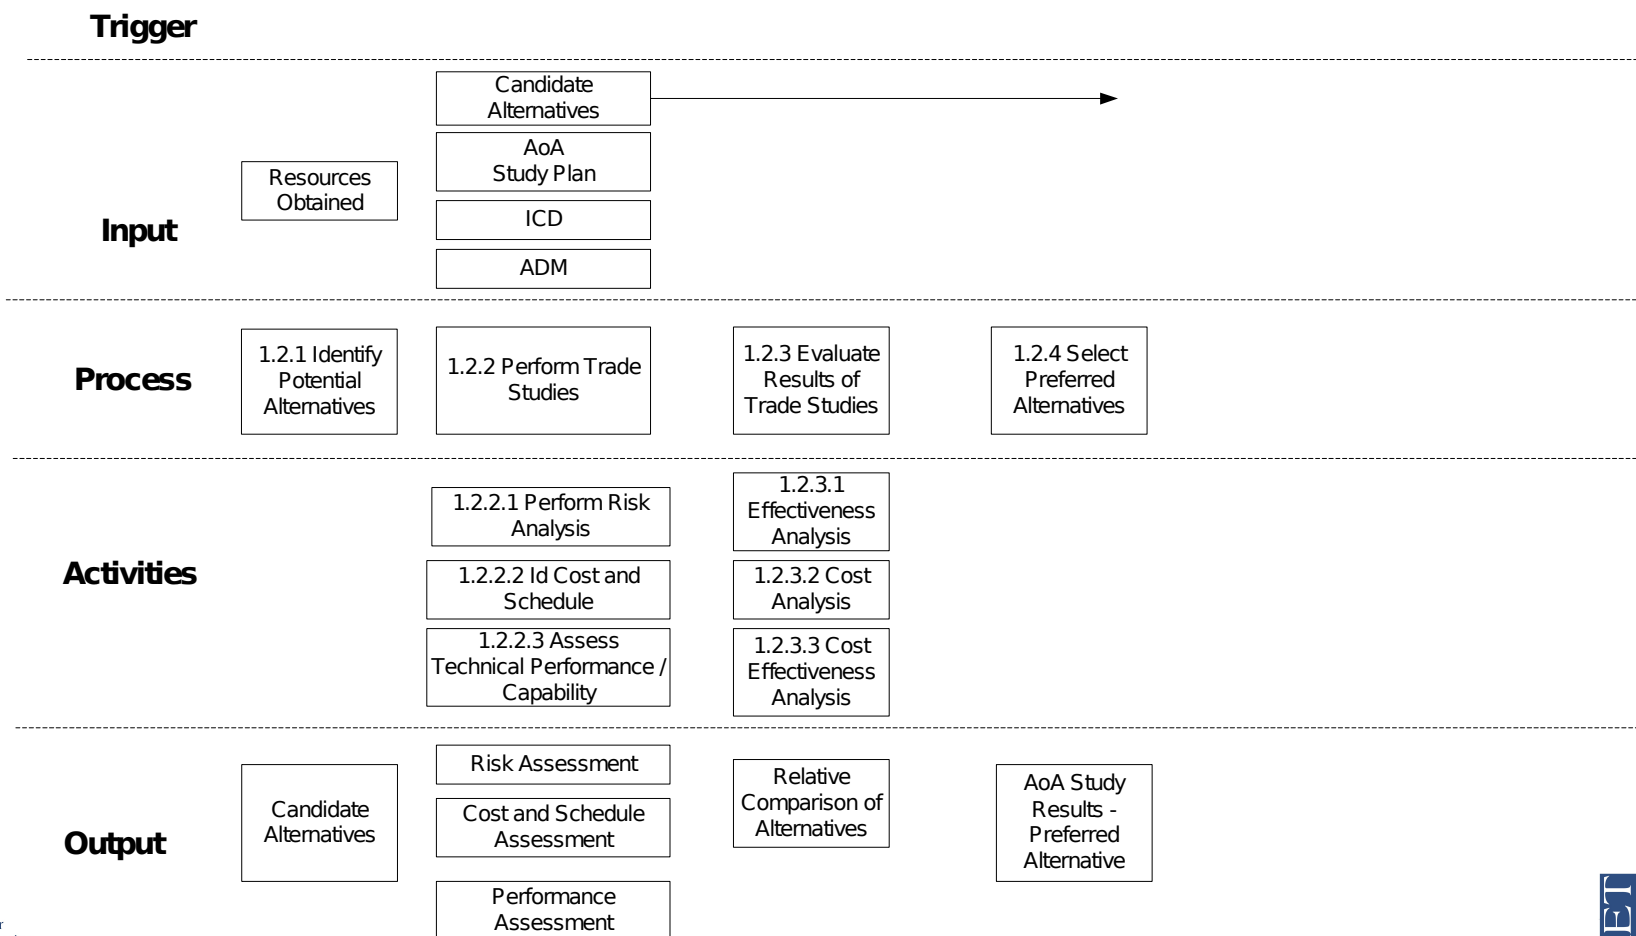 Trigger
Candidate
Alternatives
AoA
Study Plan
Resources
Obtained
Input
ICD
ADM
Process
1.2.1 Identify
Potential
Alternatives
1.2.2 Perform Trade
Studies
1.2.3 Evaluate
Results of
Trade Studies
1.2.4 Select
Preferred
Alternatives
Activities
1.2.2.1 Perform Risk
Analysis
1.2.3.1
Effectiveness
Analysis
1.2.2.2 Id Cost and
Schedule
1.2.3.2 Cost
Analysis
1.2.2.3 Assess
Technical Performance /
Capability
1.2.3.3 Cost
Effectiveness
Analysis
Output
Candidate
Alternatives
Risk Assessment
Cost and Schedule
Assessment
Performance
Assessment
Relative
Comparison of
Alternatives
AoA Study
Results -
Preferred
Alternative
ET
r